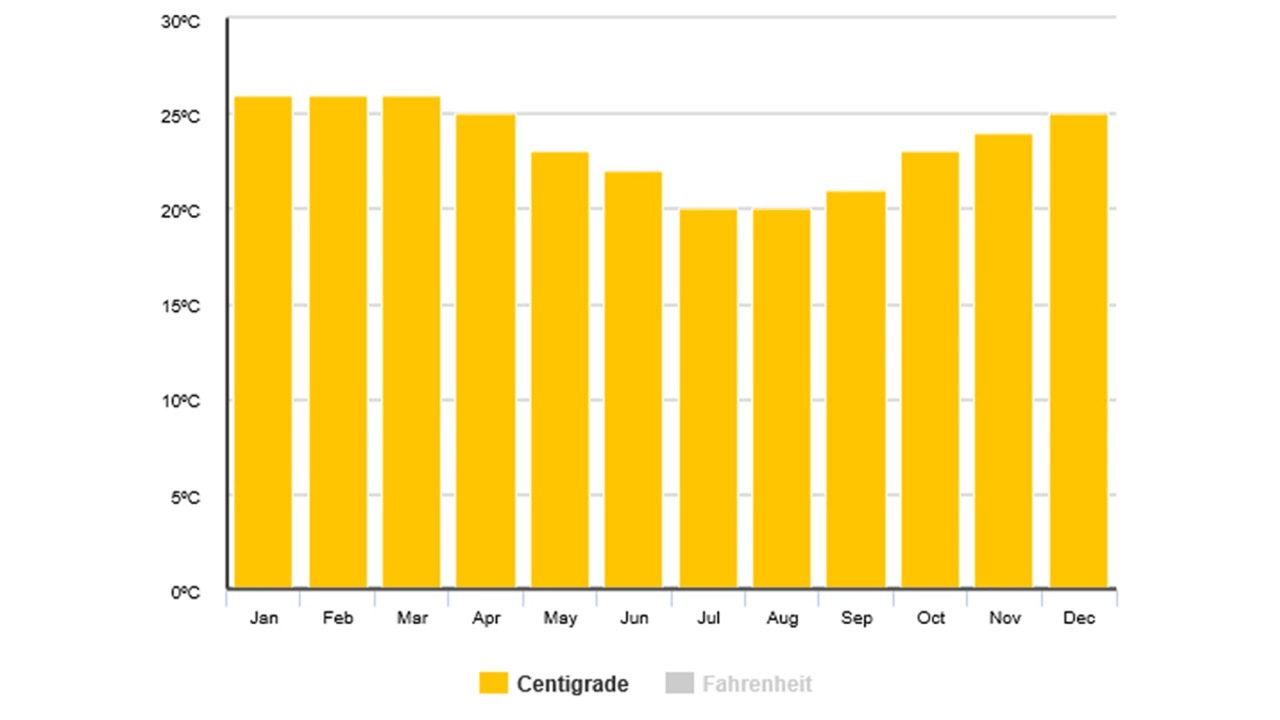 30ºC
25ºC
20ºC
15ºC
10ºC
5ºC
0ºC
Jan Feb Mar Apr May Jun Jul Aug Sep Oct Nov Dec
Centigrade Fahrenheit